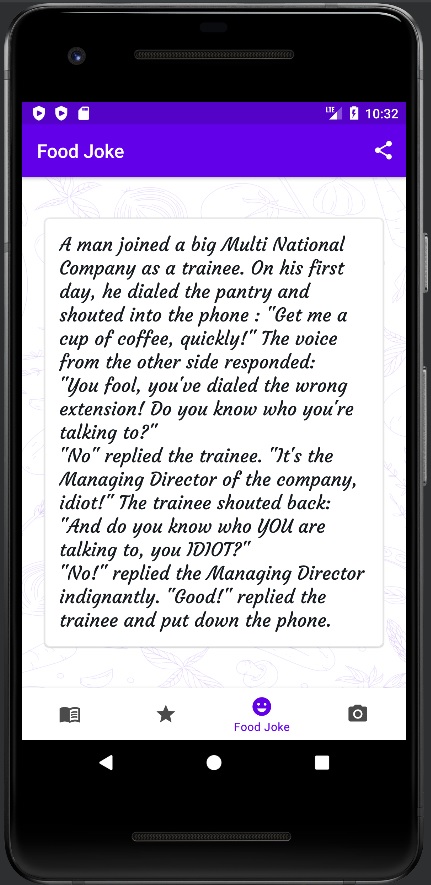 LTE 10:32
Food Joke
A man joined a big Multi National
Company as a trainee. On his first
day, he dialed the pantry and
shouted into the phone : "Get me a
cup of coffee, quickly!" The voice
from the other side responded:
"You fool, you've dialed the wrong
extension! Do you know who you're
talking to?"
"No" replied the trainee. "It's the
Managing Director of the company,
idiot!" The trainee shouted back:
"And do you know who YOU are
talking to, you IDIOT?"
"No!" replied the Managing Director
indignantly. "Good!" replied the
trainee and put down the phone.
Food Joke